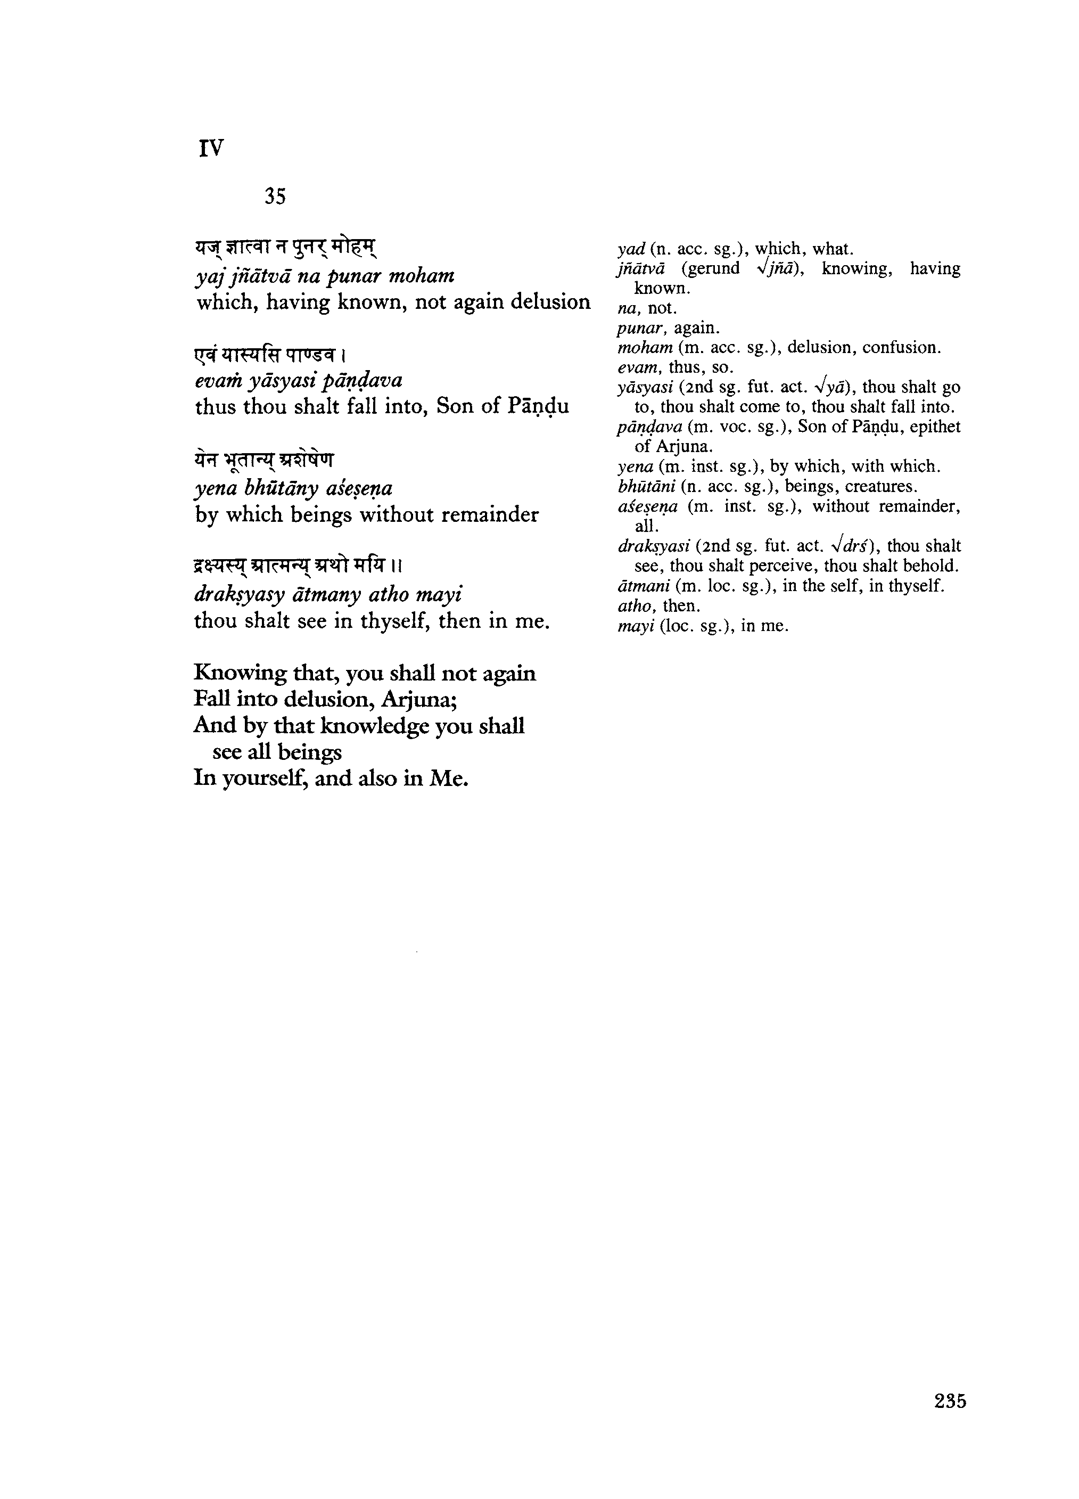 IV
35
यज् ज्ञात्वा न पुनर् मोहम्
yaj jñātvā na punar moham
which, having known, not again delusion
एवं यास्यसि पाण्डव ।
evaṁ yāsyasi pāṇḍava
thus thou shalt fall into, Son of Pāṇḍu
येन भूतान्य् अशेषेण
yena bhūtāny aśeṣeṇa
by which beings without remainder
द्रक्ष्यस्य् आत्मन्य् अथो मयि ।।
drakṣyasy ātmany atho mayi
thou shalt see in thyself, then in me.
Knowing that, you shall not again
Fall into delusion, Arjuna;
And by that knowledge you shall
see all beings
In yourself, and also in Me.
yad (n. acc. sg.), which, what.
jñātvā (gerund √jñā), knowing, having
known.
na, not.
punar, again.
moham (m. acc. sg.), delusion, confusion.
evam, thus, so.
yāsyasi (2nd sg. fut. act. √yā), thou shalt go
to, thou shalt come to, thou shalt fall into.
pāṇḍava (m. voc. sg.), Son of Pāṇḍu, epithet
of Arjuna.
yena (m. inst. sg.), by which, with which.
bhūtāni (n. acc. sg.), beings, creatures.
aśeṣeṇa (m. inst. sg.), without remainder,
all.
drakṣyasi (2nd sg. fut. act. √dṛś), thou shalt
see, thou shalt perceive, thou shalt behold.
ātmani (m. loc. sg.), in the self, in thyself.
atho, then.
mayi (loc. sg.), in me.
235